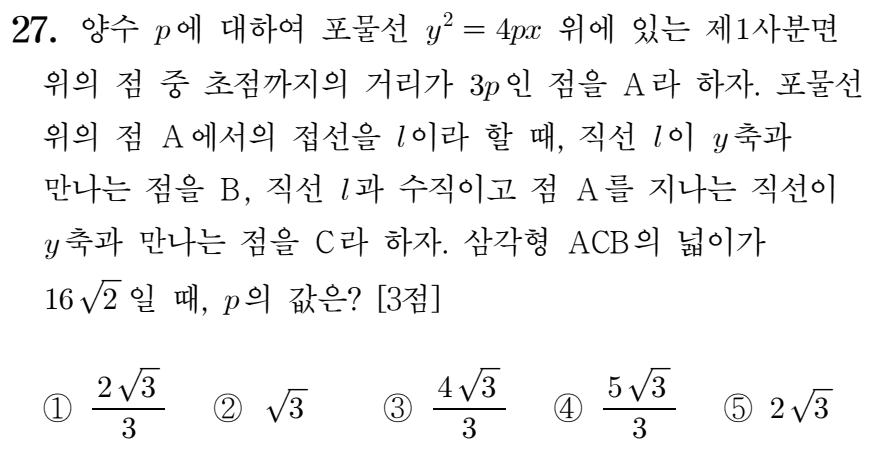 27. 양수 p에 대하여 포물선 y² = 4px 위에 있는 제1사분면
위의 점 중 초점까지의 거리가 3p인 점을 A라 하자. 포물선
위의 점 A에서의 접선을 l이라 할 때, 직선 l이 y축과
만나는 점을 B, 직선 l과 수직이고 점 A를 지나는 직선이
y축과 만나는 점을 C라 하자. 삼각형 ACB의 넓이가
16√2 일 때, p의 값은? [3점]
① 2√3/3 ② √3 ③ 4√3/3 ④ 5√3/3 ⑤ 2√3